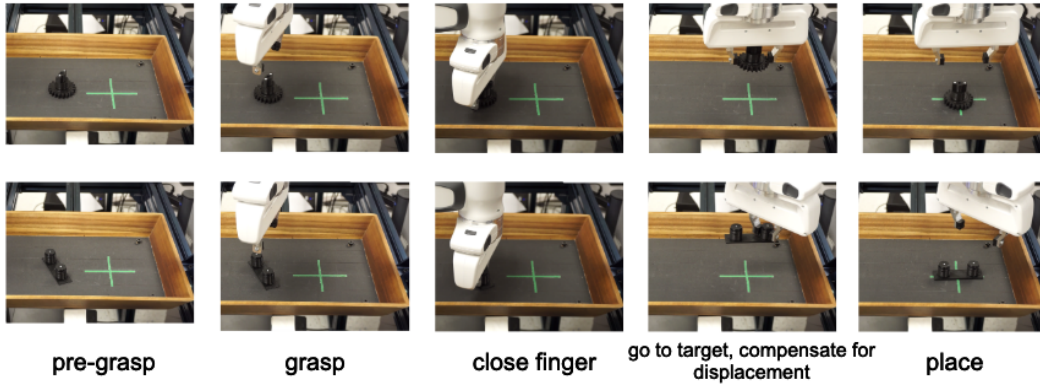 pre-grasp
grasp
close finger
go to target, compensate for
displacement
place